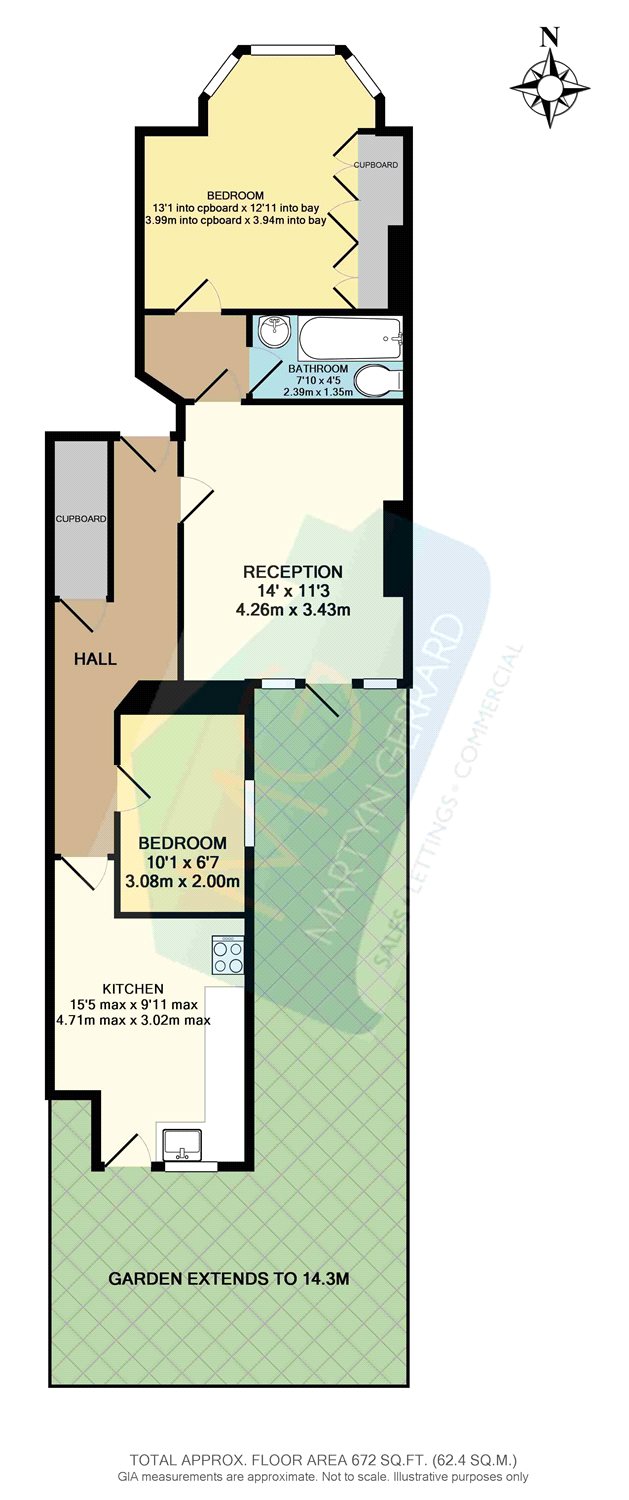 N
CUPBOARD
BEDROOM
13'1 into cpboard x 12'11 into bay
3.99m into cpboard x 3.94m into bay
BATHROOM
7'10 x 4'5
2.39m x 1.35m
CUPBOARD
RECEPTION
14' x 11'3
4.26m x 3.43m
HALL
MG
MARTYN GERRARD
SALES • LETTINGS • COMMERCIAL
BEDROOM
10'1 x 6'7
3.08m x 2.00m
KITCHEN
15'5 max x 9'11 max
4.71m max x 3.02m max
GARDEN EXTENDS TO 14.3M
TOTAL APPROX. FLOOR AREA 672 SQ.FT. (62.4 SQ.M.)
GIA measurements are approximate. Not to scale. Illustrative purposes only